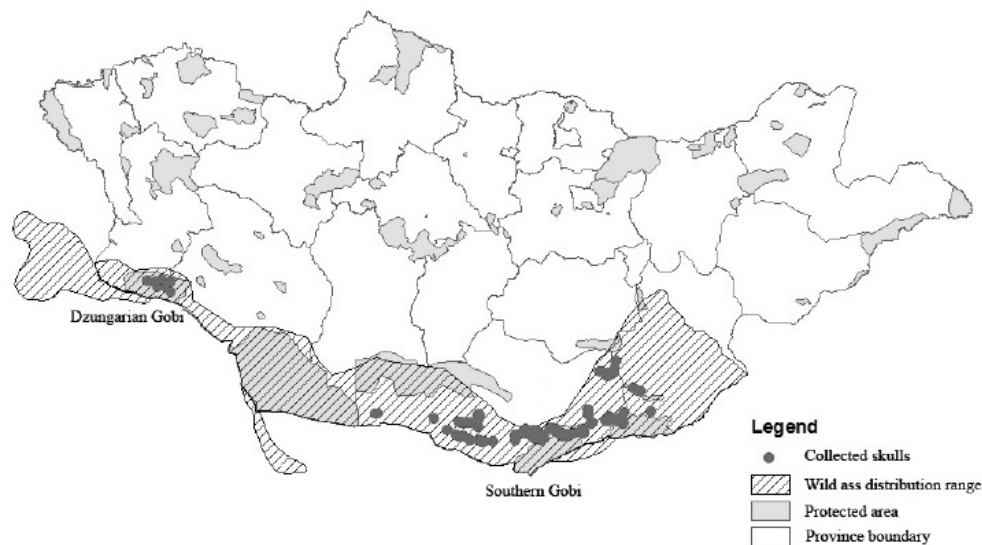 Dzungarian Gobi
Southern Gobi
Legend
Collected skulls
Wild ass distribution range
Protected area
Province boundary